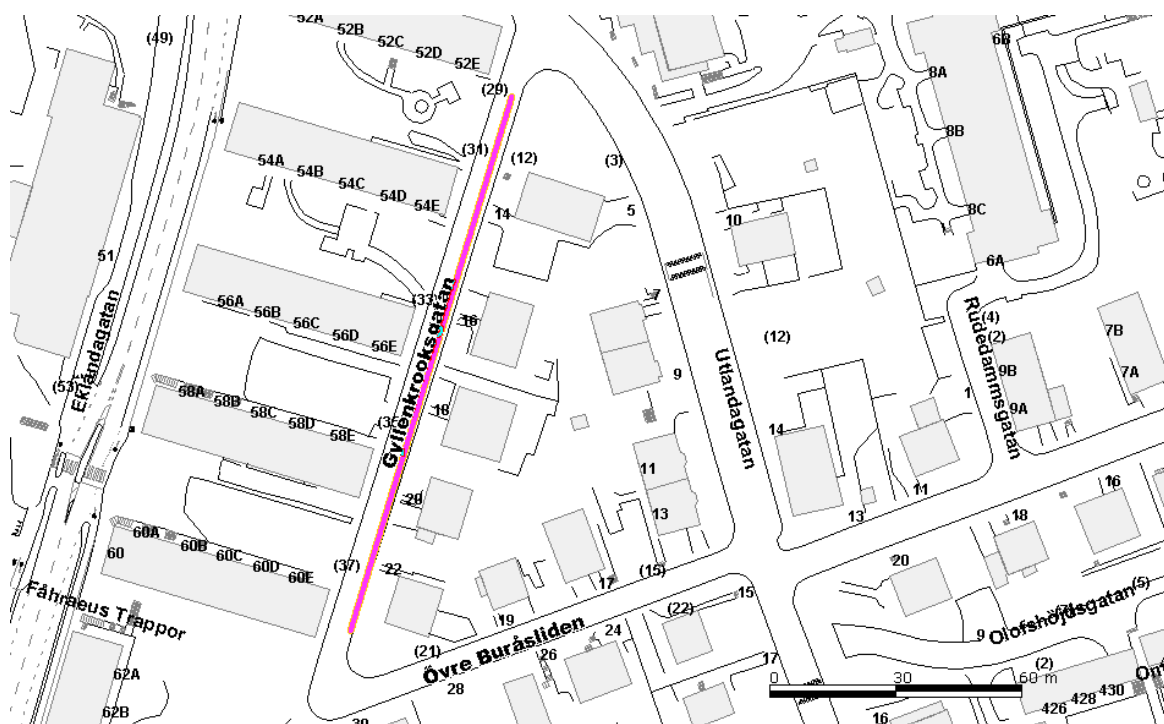 52A
52B
52C
52D
52E
6B
(49)
8A
(29)
8B
(31)
(12)
(3)
54A
54B
54C
54D
54E
14
5
10
8C
51
6A
56A
56B
56C
56D
56E
(33)
16
7
Gyllenkrooksgatan
Eklandagatan
Utlandagatan
Rudedammsgatan
(4)
(2)
(12)
7B
7A
9B
9A
9
1
(53)
58A
58B
58C
58D
58E
(35)
18
14
11
13
11
13
16
18
20
60A
60B
60C
60D
60E
60
20
(37)
22
(15)
17
(22)
15
19
Fåhraeus Trappor
Övre Buråsliden
(21)
24
26
28
17
9
Olofshöjdsgatan
(5)
(2)
62A
62B
0
30
60 m
426
428
430
16